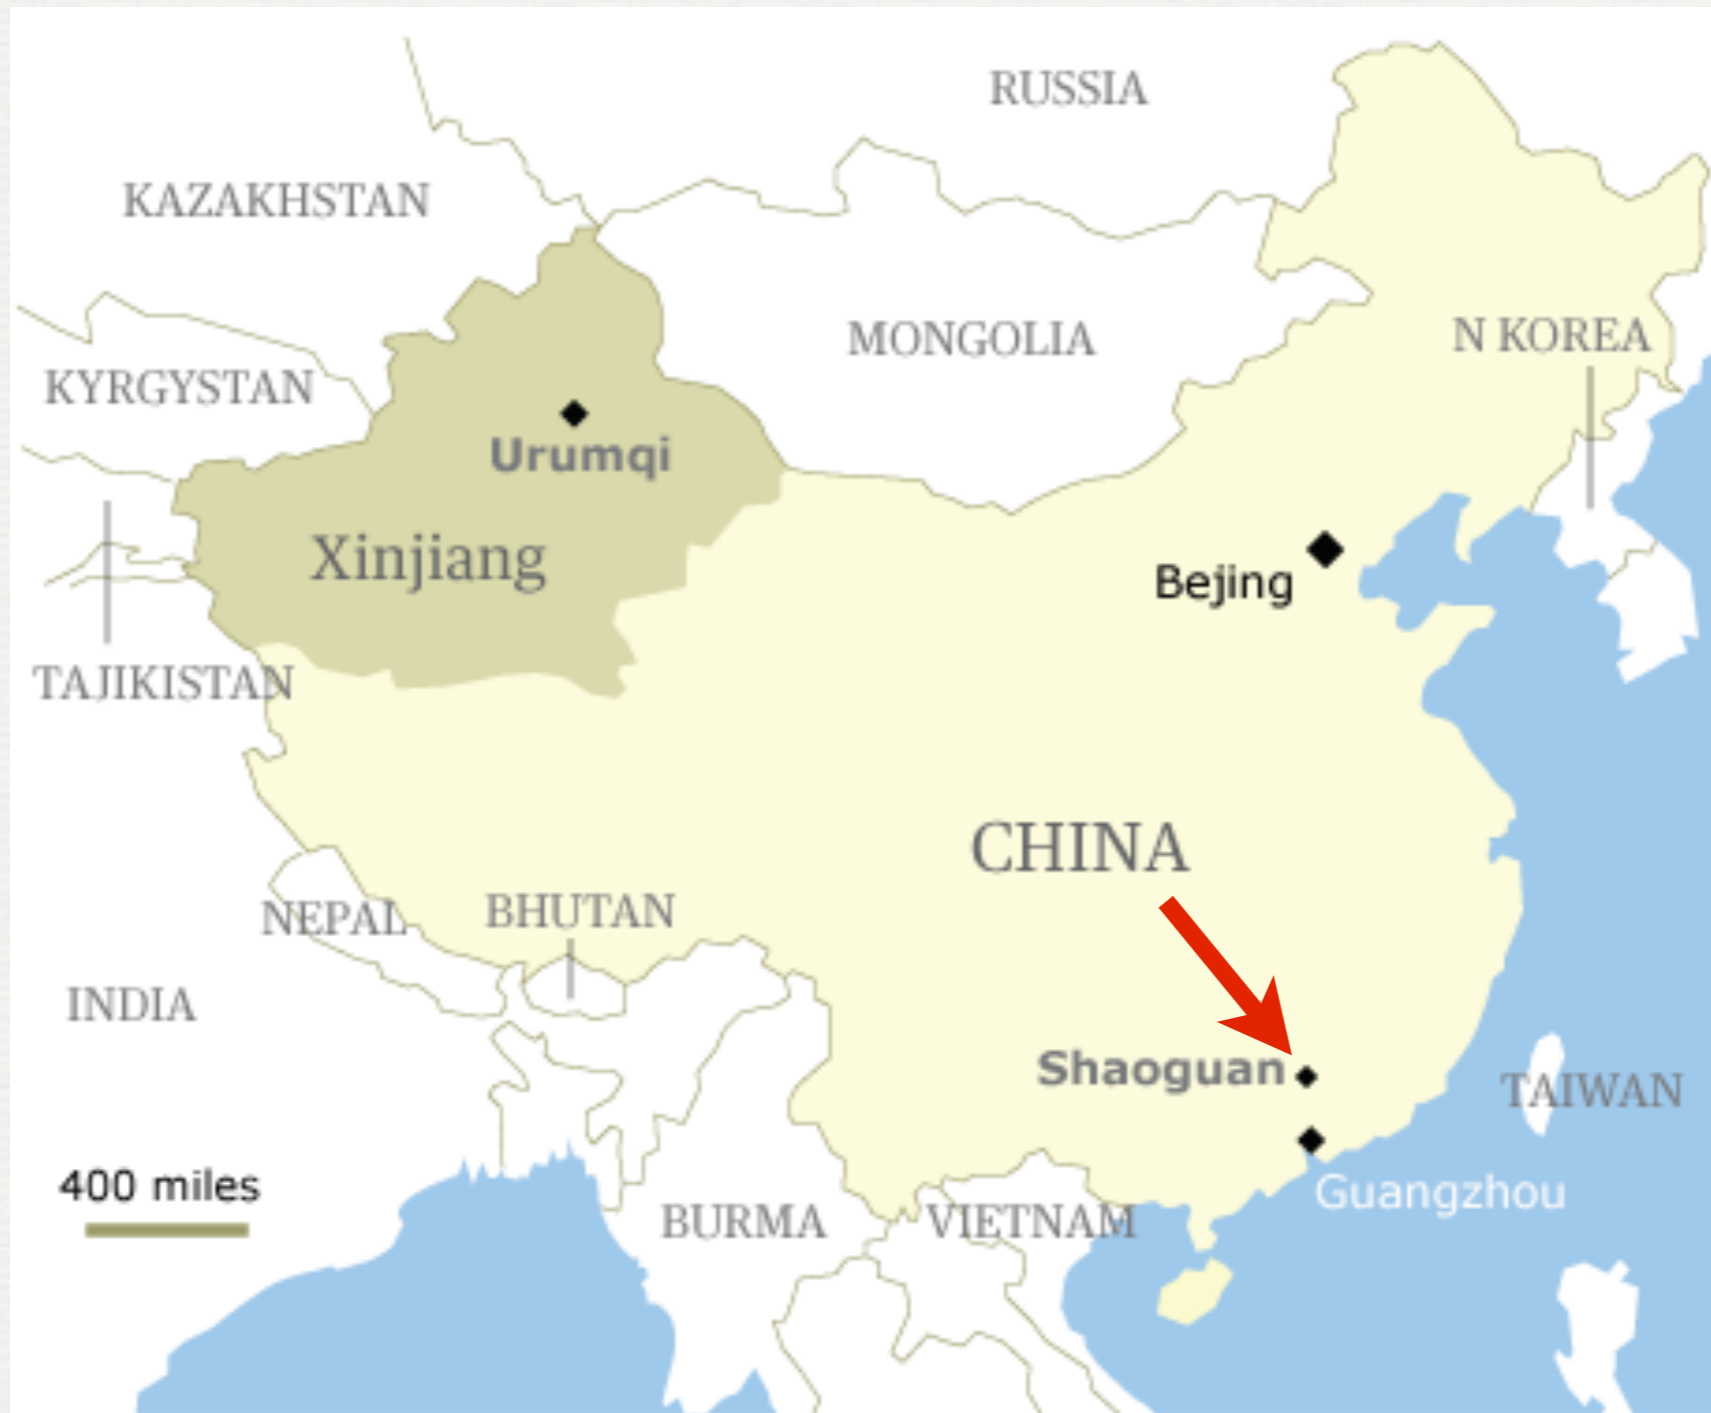 RUSSIA
KAZAKHSTAN
MONGOLIA
N KOREA
KYRGYSTAN
Urumqi
Xinjiang
Bejing
TAJIKISTAN
CHINA
NEPAL
BHUTAN
INDIA
Shaoguan
TAIWAN
400 miles
Guangzhou
BURMA
VIETNAM